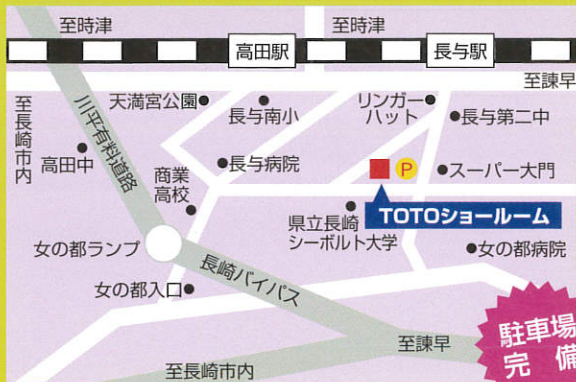 至時津
至時津
高田駅
長与駅
至諫早
至長崎市内
川平有料道路
天満宮公園
長与南小
リンガー
ハット
長与第二中
高田中
商業
高校
長与病院
P
スーパー大門
TOTOショールーム
県立長崎
シーボルト大学
女の都ランプ
女の都病院
長崎バイパス
女の都入口
至諫早
至長崎市内
駐車場
完備